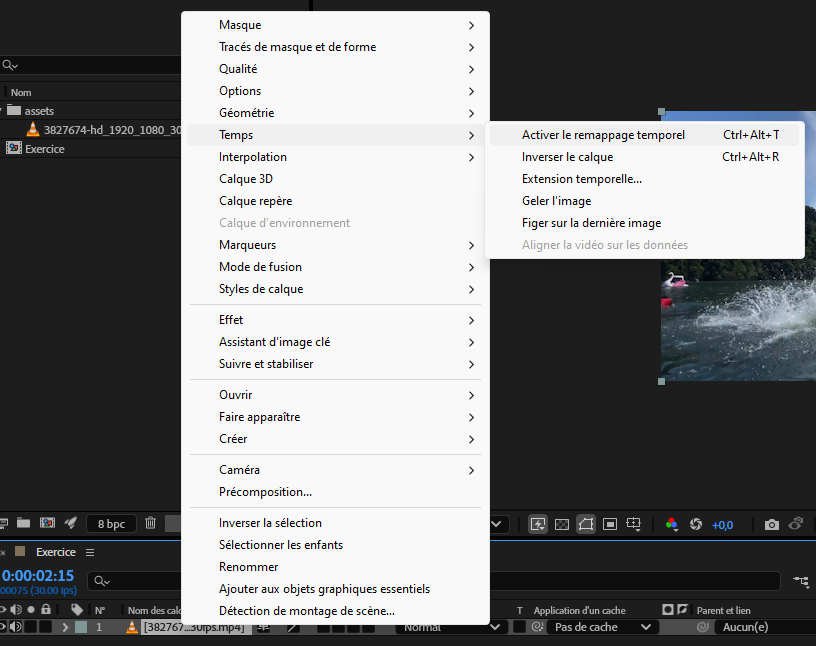 Masque
Tracés de masque et de forme
Qualité
Options
Géométrie
Temps
Interpolation
Calque 3D
Calque repère
Calque d'environnement
Marqueurs
Mode de fusion
Styles de calque
Effet
Assistant d'image clé
Suivre et stabiliser
Ouvrir
Faire apparaître
Créer
Caméra
Précomposition...
Inverser la sélection
Sélectionner les enfants
Renommer
Ajouter aux objets graphiques essentiels
Détection de montage de scène...
Activer le remappage temporel Ctrl+Alt+T
Inverser le calque Ctrl+Alt+R
Extension temporelle...
Geler l'image
Figer sur la dernière image
Aligner la vidéo sur les données
Nom
assets
3827674-hd_1920_1080_30
Exercice
8 bpc
+0,0
Exercice
0:00:02:15
00075 (30.00 ips)
N° Nom des calq T Application d'un cache Parent et lien
1 [382767...30fps.mp4] Normal Pas de cache Aucun(e)